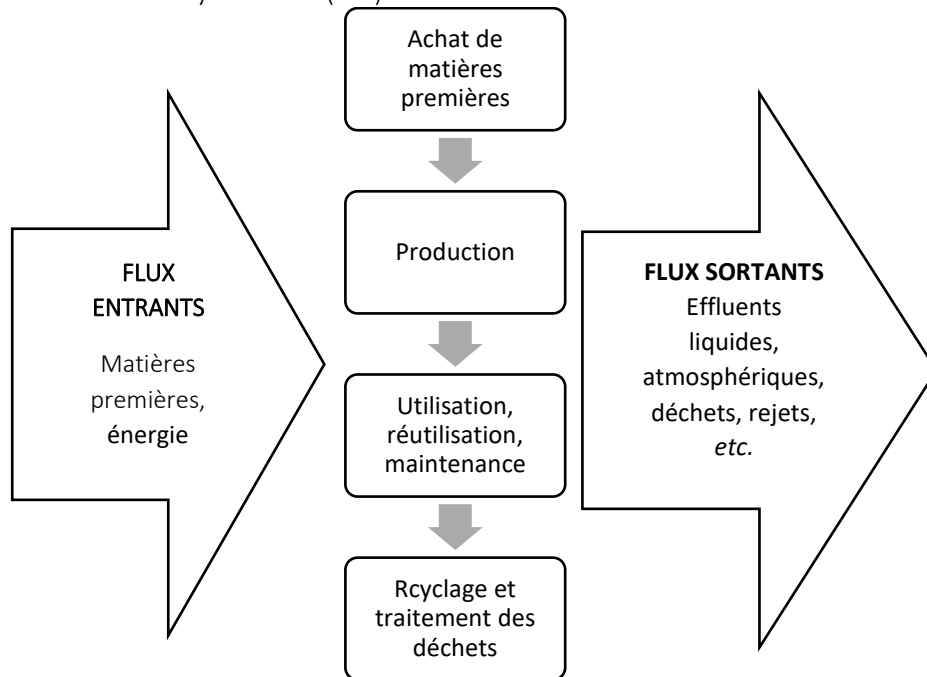 Achat de
matières
premières
Production
Utilisation,
réutilisation,
maintenance
Rcyclage et
traitement des
déchets
FLUX
ENTRANTS
Matières
premières,
énergie
FLUX SORTANTS
Effluents
liquides,
atmosphériques,
déchets, rejets,
etc.